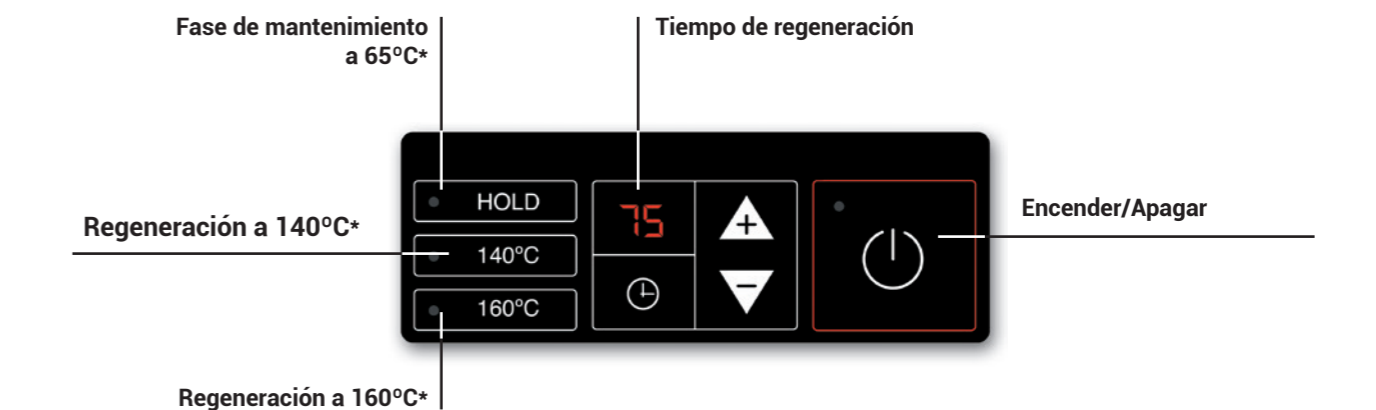 Fase de mantenimiento
a 65ºC*
Tiempo de regeneración
HOLD
75
+
Regeneración a 140ºC*
140ºC
−
160ºC
Encender/Apagar
Regeneración a 160ºC*